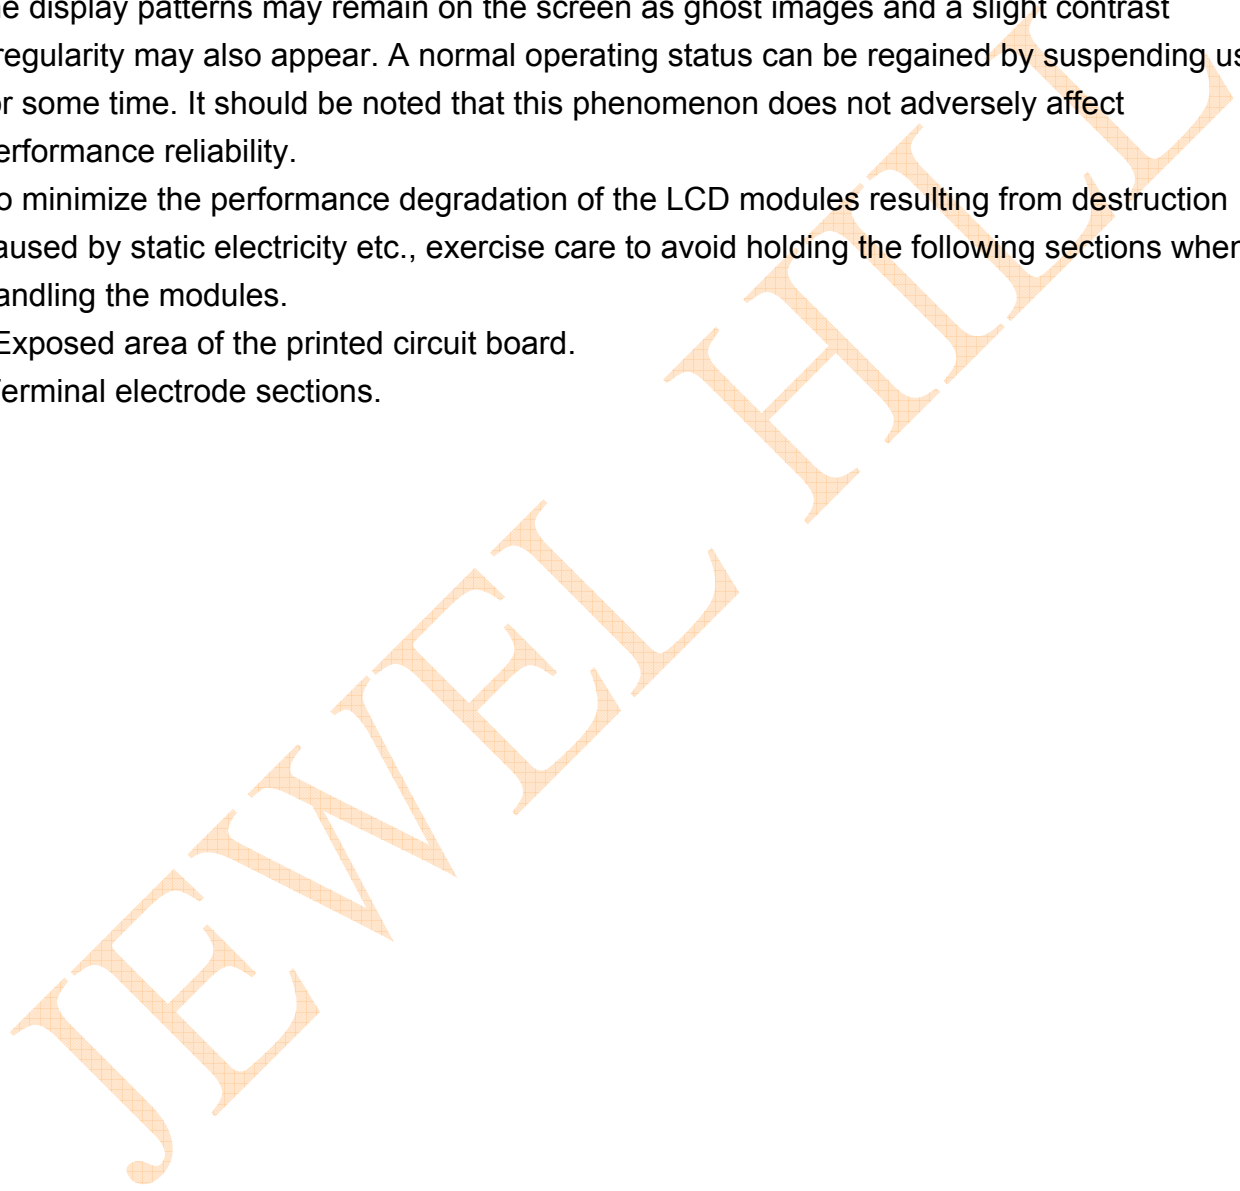 he display patterns may remain on the screen as ghost images and a slight contrast
regularity may also appear. A normal operating status can be regained by suspending us
r some time. It should be noted that this phenomenon does not adversely affect
erformance reliability.
o minimize the performance degradation of the LCD modules resulting from destruction
aused by static electricity etc., exercise care to avoid holding the following sections when
andling the modules.
Exposed area of the printed circuit board.
erminal electrode sections.
JEWEL HILL